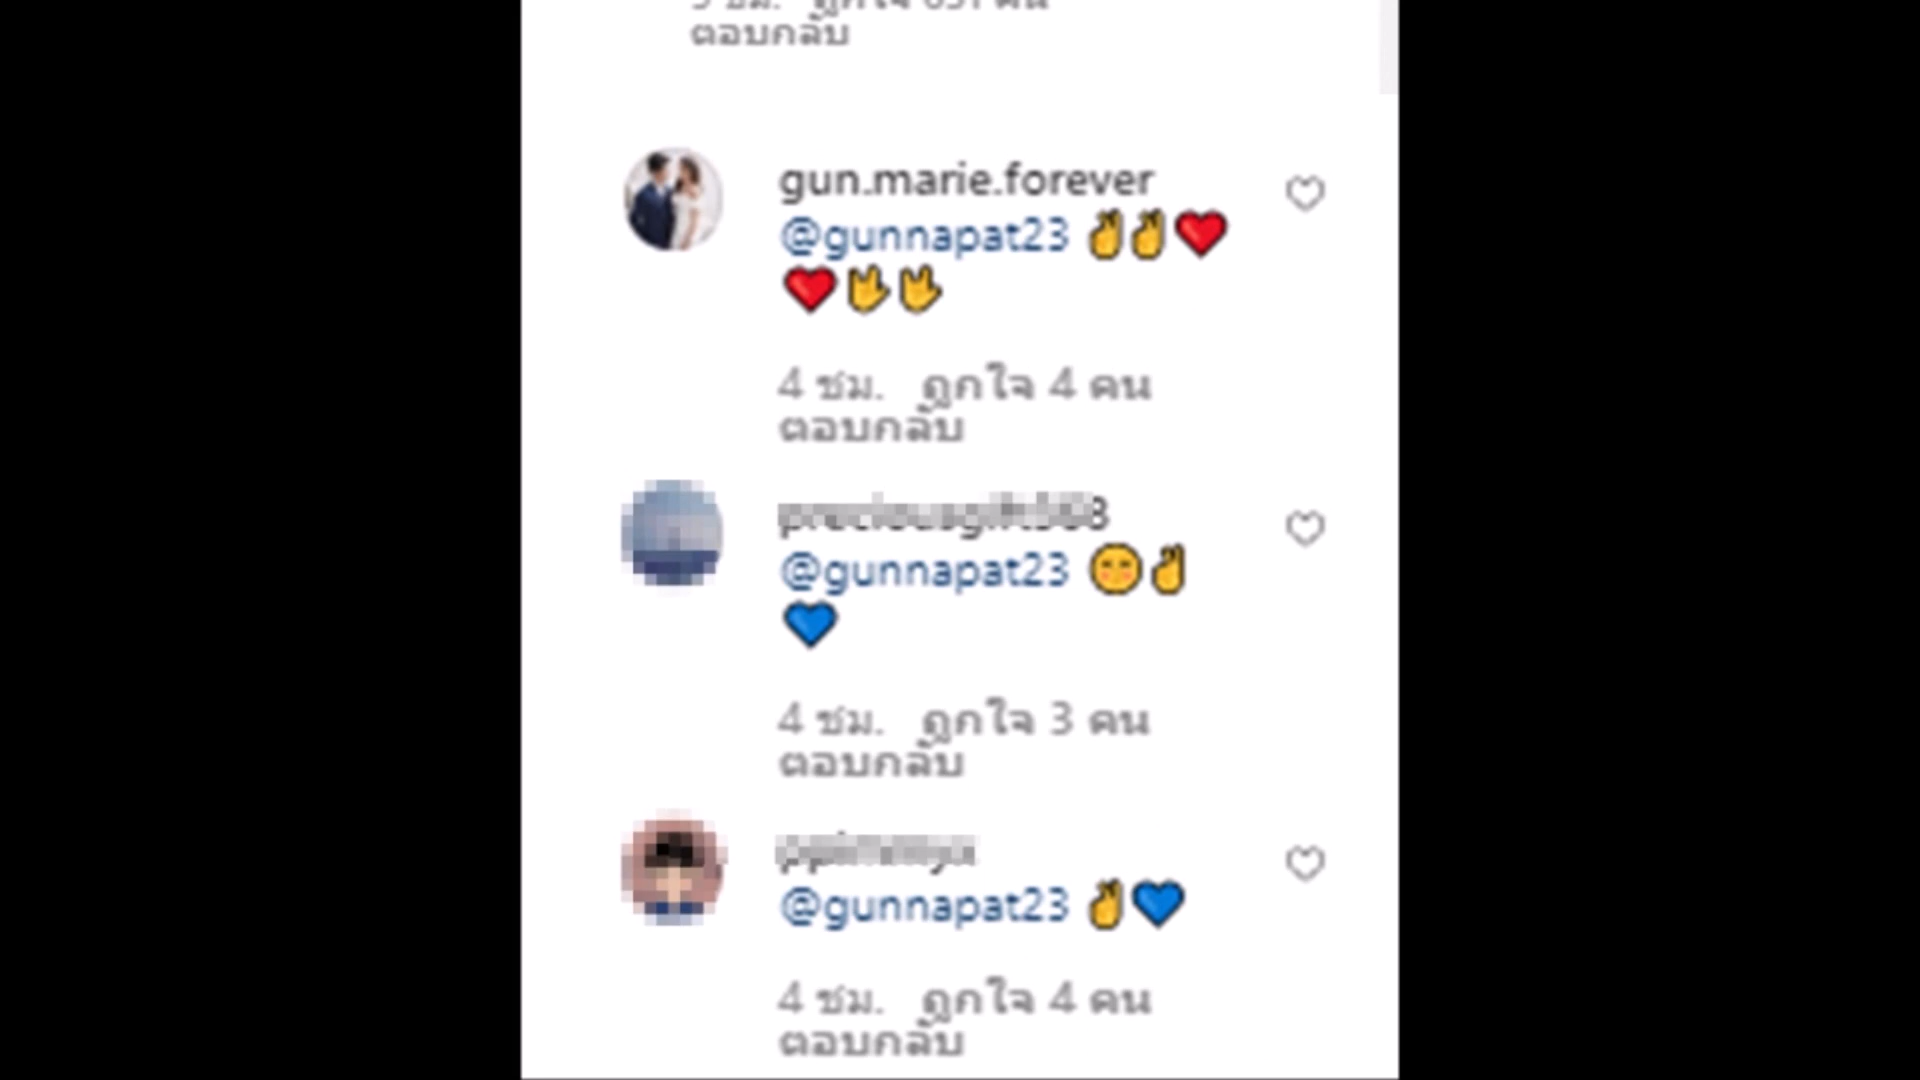 ตอบกลับ
gun.marie.forever
@gunnapat23 ✌✌❤
❤🖖🖖
4 ชม. ถูกใจ 4 คน
ตอบกลับ
@gunnapat23 😊✌
💙
4 ชม. ถูกใจ 3 คน
ตอบกลับ
@gunnapat23 ✌💙
4 ชม. ถูกใจ 4 คน
ตอบกลับ